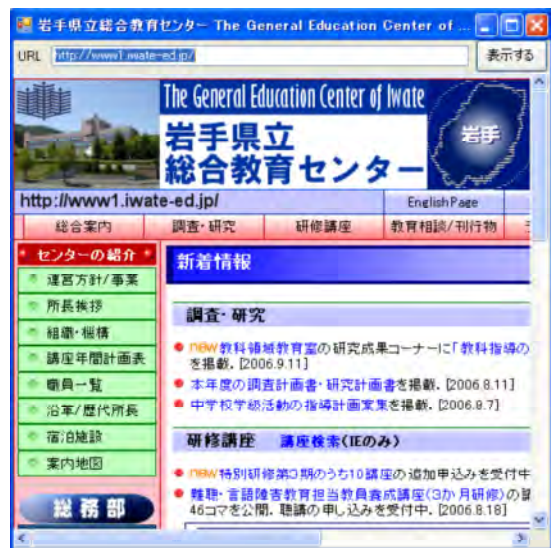 岩手県立総合教育センター The General Education Center of ...
URL http://www1.iwate-ed.jp/ 表示する
The General Education Center of Iwate
岩手県立
総合教育センター
岩手
http://www1.iwate-ed.jp/ English Page
総合案内 調査・研究 研修講座 教育相談/刊行物
センターの紹介
運営方針/事業
所長挨拶
組織・機構
講座年間計画表
職員一覧
沿革/歴代所長
宿泊施設
案内地図
総務部
新着情報
調査・研究
new教科領域教育室の研究成果コーナーに「教科指導の
を掲載. [2006.9.11]
本年度の調査計画書・研究計画書を掲載. [2006.8.11]
中学校学級活動の指導計画案集を掲載. [2006.8.7]
研修講座 講座検索(IEのみ)
new特別研修第3期のうち10講座の追加申込みを受付中
難聴・言語障害教育担当教員養成講座(3か月研修)の第
46コマを公開. 聴講の申し込みを受付中. [2006.8.18]